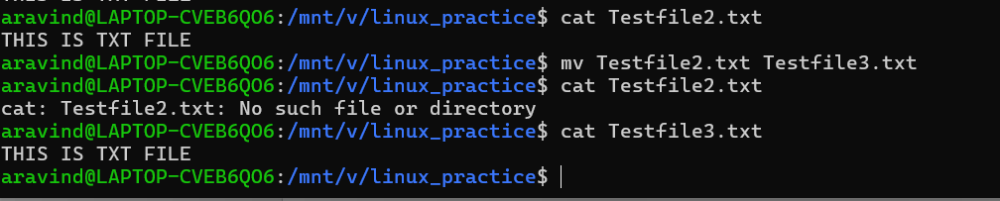 aravind@LAPTOP-CVEB6QO6:/mnt/v/linux_practice$ cat Testfile2.txt
THIS IS TXT FILE
aravind@LAPTOP-CVEB6QO6:/mnt/v/linux_practice$ mv Testfile2.txt Testfile3.txt
aravind@LAPTOP-CVEB6QO6:/mnt/v/linux_practice$ cat Testfile2.txt
cat: Testfile2.txt: No such file or directory
aravind@LAPTOP-CVEB6QO6:/mnt/v/linux_practice$ cat Testfile3.txt
THIS IS TXT FILE
aravind@LAPTOP-CVEB6QO6:/mnt/v/linux_practice$